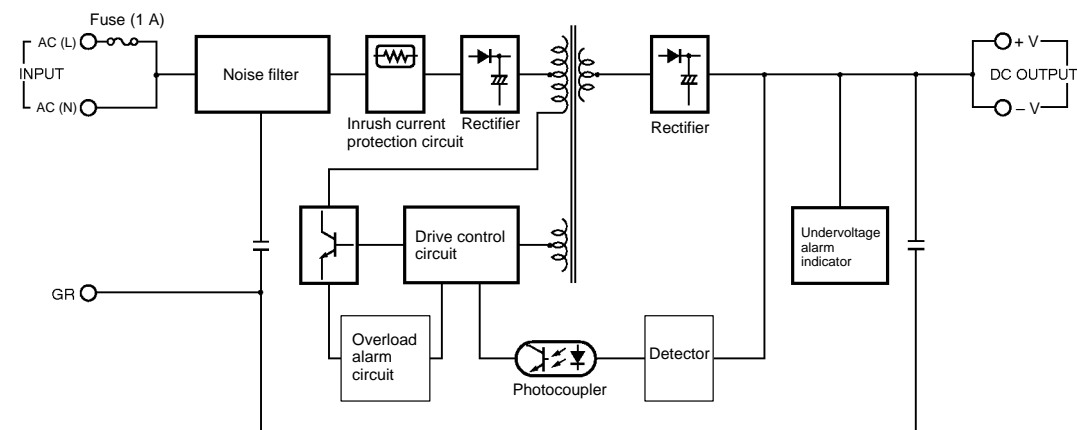 Fuse (1 A)
AC (L)
INPUT
AC (N)
Noise filter
Inrush current
protection circuit
Rectifier
Rectifier
+ V
DC OUTPUT
– V
Drive control
circuit
Undervoltage
alarm
indicator
GR
Overload
alarm
circuit
Photocoupler
Detector